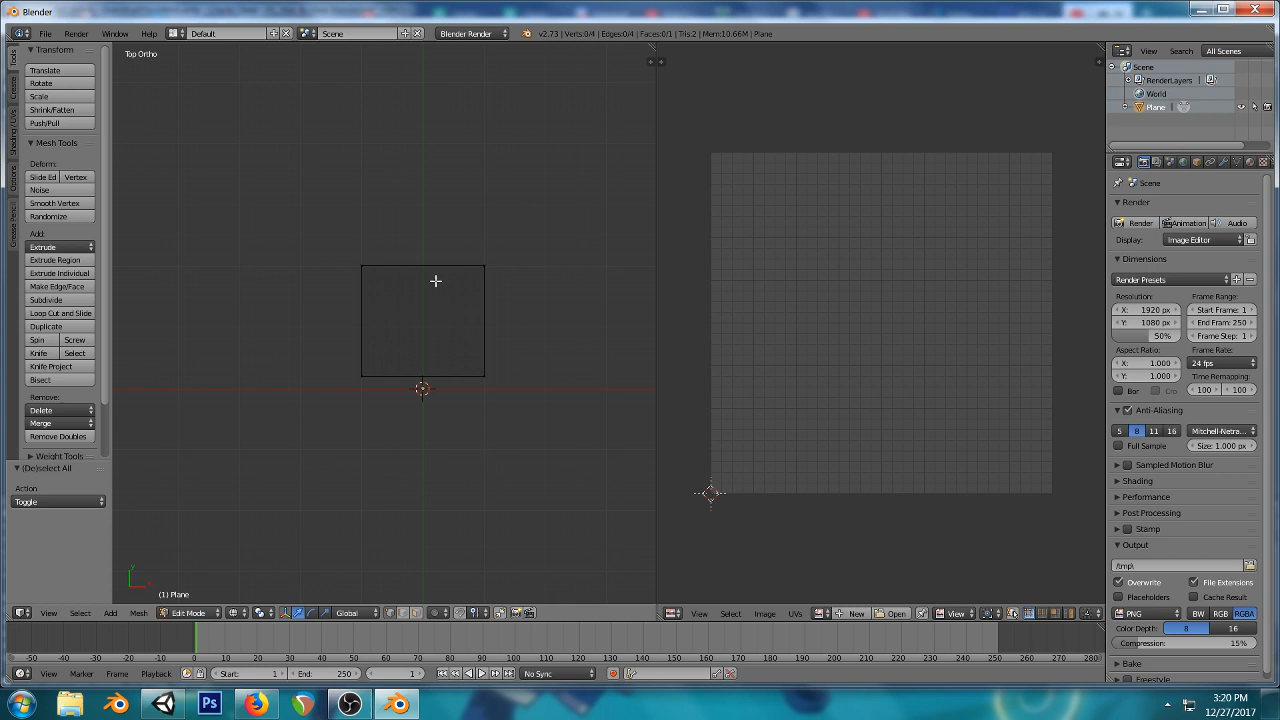 Blender
File Render Window Help Default Scene Blender Render v2.73 | Verts:0/4 | Edges:0/4 | Faces:0/1 | Tris:2 | Mem:10.66M | Plane
View Search All Scenes
Tools
Create
Shading / UVs
Options
Grease Pencil
Transform
Translate
Rotate
Scale
Shrink/Fatten
Push/Pull
Mesh Tools
Deform:
Slide Ed Vertex
Noise
Smooth Vertex
Randomize
Add:
Extrude
Extrude Region
Extrude Individual
Make Edge/Face
Subdivide
Loop Cut and Slide
Duplicate
Spin Screw
Knife Select
Knife Project
Bisect
Remove:
Delete
Merge
Remove Doubles
Weight Tools
(De)select All
Action:
Toggle
Top Ortho
y
x
(1) Plane
View Select Add Mesh Edit Mode Global
View Select Image UVs New Open View
Scene
RenderLayers |
World
Plane |
Scene
Render
Render Animation Audio
Display: Image Editor
Dimensions
Render Presets
Resolution: Frame Range:
X: 1920 px Start Frame: 1
Y: 1080 px End Fram: 250
50% Frame Step: 1
Aspect Ratio: Frame Rate:
X: 1.000 24 fps
Y: 1.000 Time Remapping:
Bor Cro 100 100
Anti-Aliasing
5 8 11 16 Mitchell-Netra...
Full Sample Size: 1.000 px
Sampled Motion Blur
Shading
Performance
Post Processing
Stamp
Output
/tmp\
Overwrite File Extensions
Placeholders Cache Result
PNG BW RGB RGBA
Color Depth: 8 16
Compression: 15%
Bake
Freestyle
-50 -40 -30 -20 -10 0 10 20 30 40 50 60 70 80 90 100 110 120 130 140 150 160 170 180 190 200 210 220 230 240 250 260 270 280
View Marker Frame Playback Start: 1 End: 250 1 No Sync
Ps
3:20 PM
12/27/2017